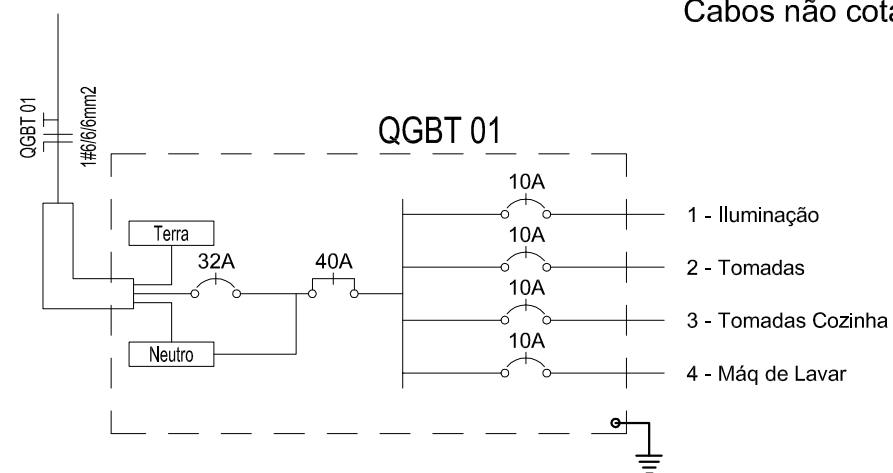 Cabos não cota
QGBT 01
1#6/6/6mm2
QGBT 01
Terra
32A
40A
Neutro
10A
1 - Iluminação
10A
2 - Tomadas
10A
3 - Tomadas Cozinha
10A
4 - Máq de Lavar